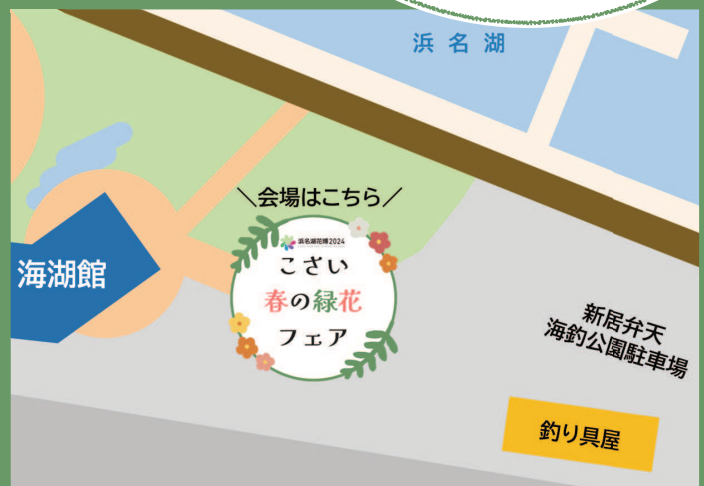 浜名湖
＼会場はこちら／
浜名湖花博2024
こさい
春の緑花
フェア
海湖館
新居弁天
海釣公園駐車場
釣り具屋